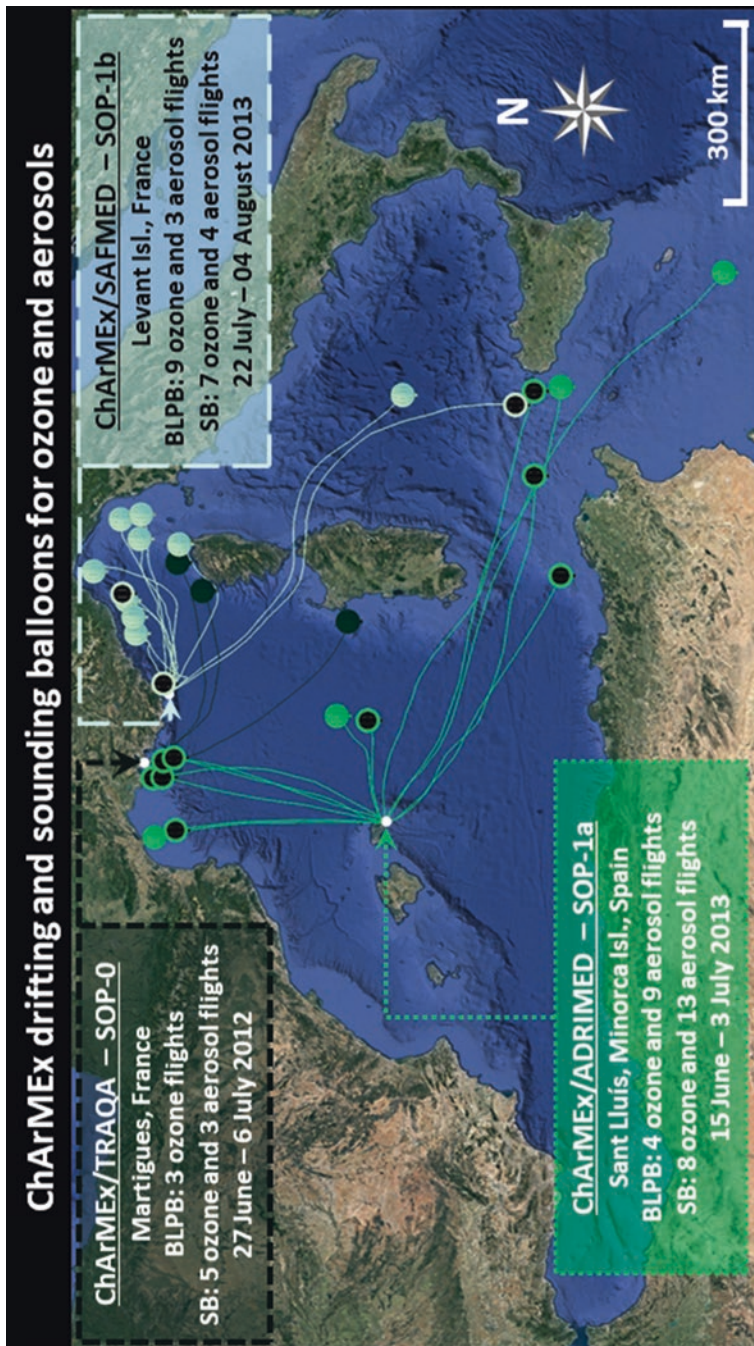 ChArMEx drifting and sounding balloons for ozone and aerosols
ChArMEx/TRAQA – SOP-0
Martigues, France
BLPB: 3 ozone flights
SB: 5 ozone and 3 aerosol flights
27 June – 6 July 2012
ChArMEx/SAFMED – SOP-1b
Levant Isl., France
BLPB: 9 ozone and 3 aerosol flights
SB: 7 ozone and 4 aerosol flights
22 July – 04 August 2013
ChArMEx/ADRIMED – SOP-1a
Sant Lluís, Minorca Isl., Spain
BLPB: 4 ozone and 9 aerosol flights
SB: 8 ozone and 13 aerosol flights
15 June – 3 July 2013
N
300 km